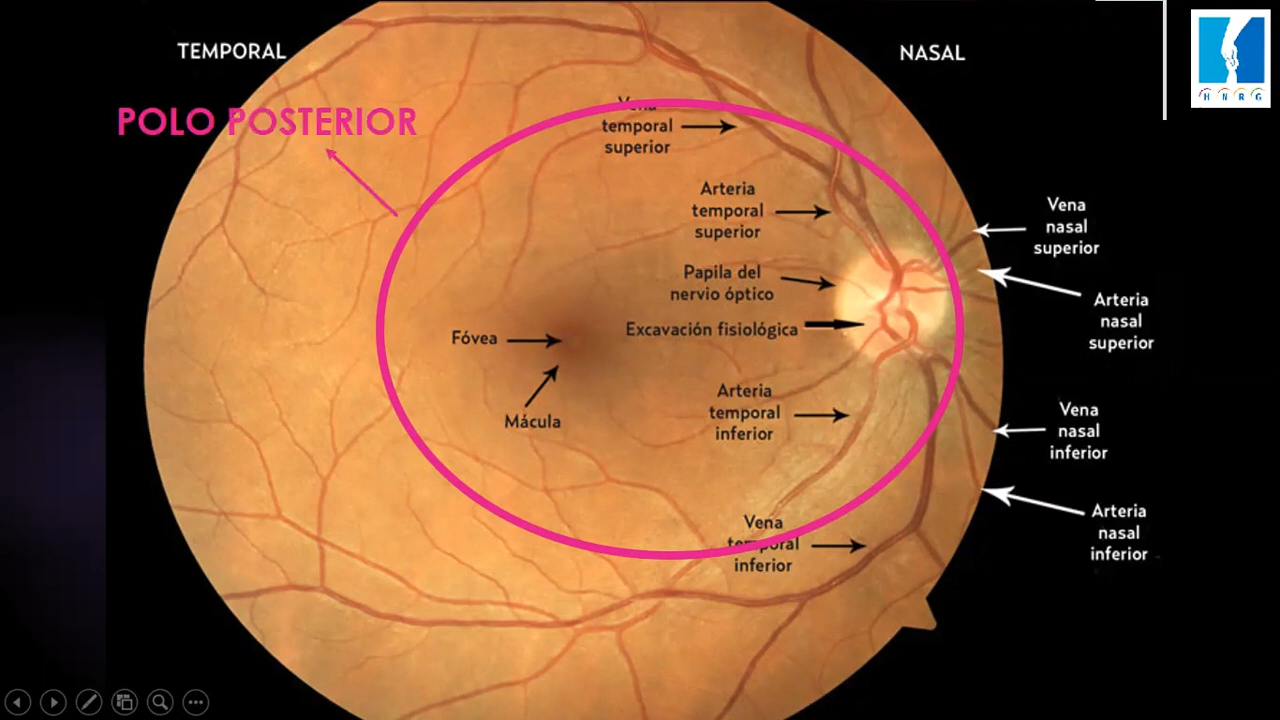 TEMPORAL
NASAL
POLO POSTERIOR
Vena
temporal
superior
Arteria
temporal
superior
Papila del
nervio óptico
Excavación fisiológica
Fóvea
Mácula
Arteria
temporal
inferior
Vena
temporal
inferior
Vena
nasal
superior
Arteria
nasal
superior
Vena
nasal
inferior
Arteria
nasal
inferior
H N R G